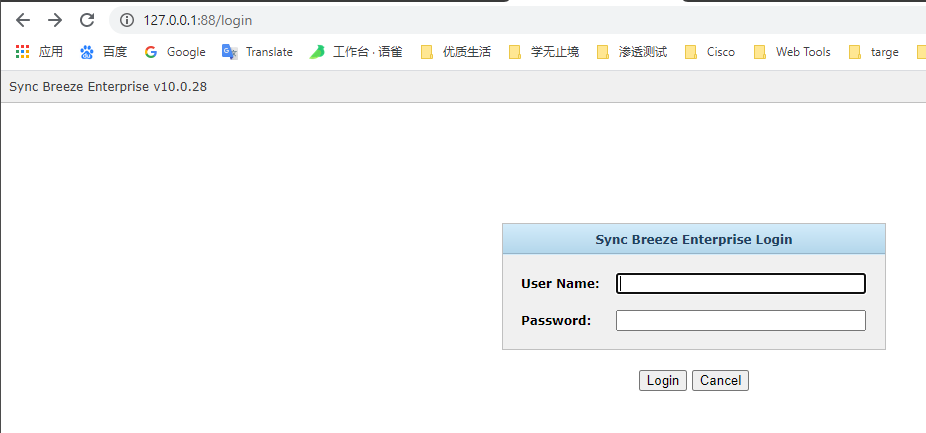 127.0.0.1:88/login
应用 百度 Google Translate 工作台 · 语雀 优质生活 学无止境 渗透测试 Cisco Web Tools targe
Sync Breeze Enterprise v10.0.28
Sync Breeze Enterprise Login
User Name:
Password:
Login Cancel